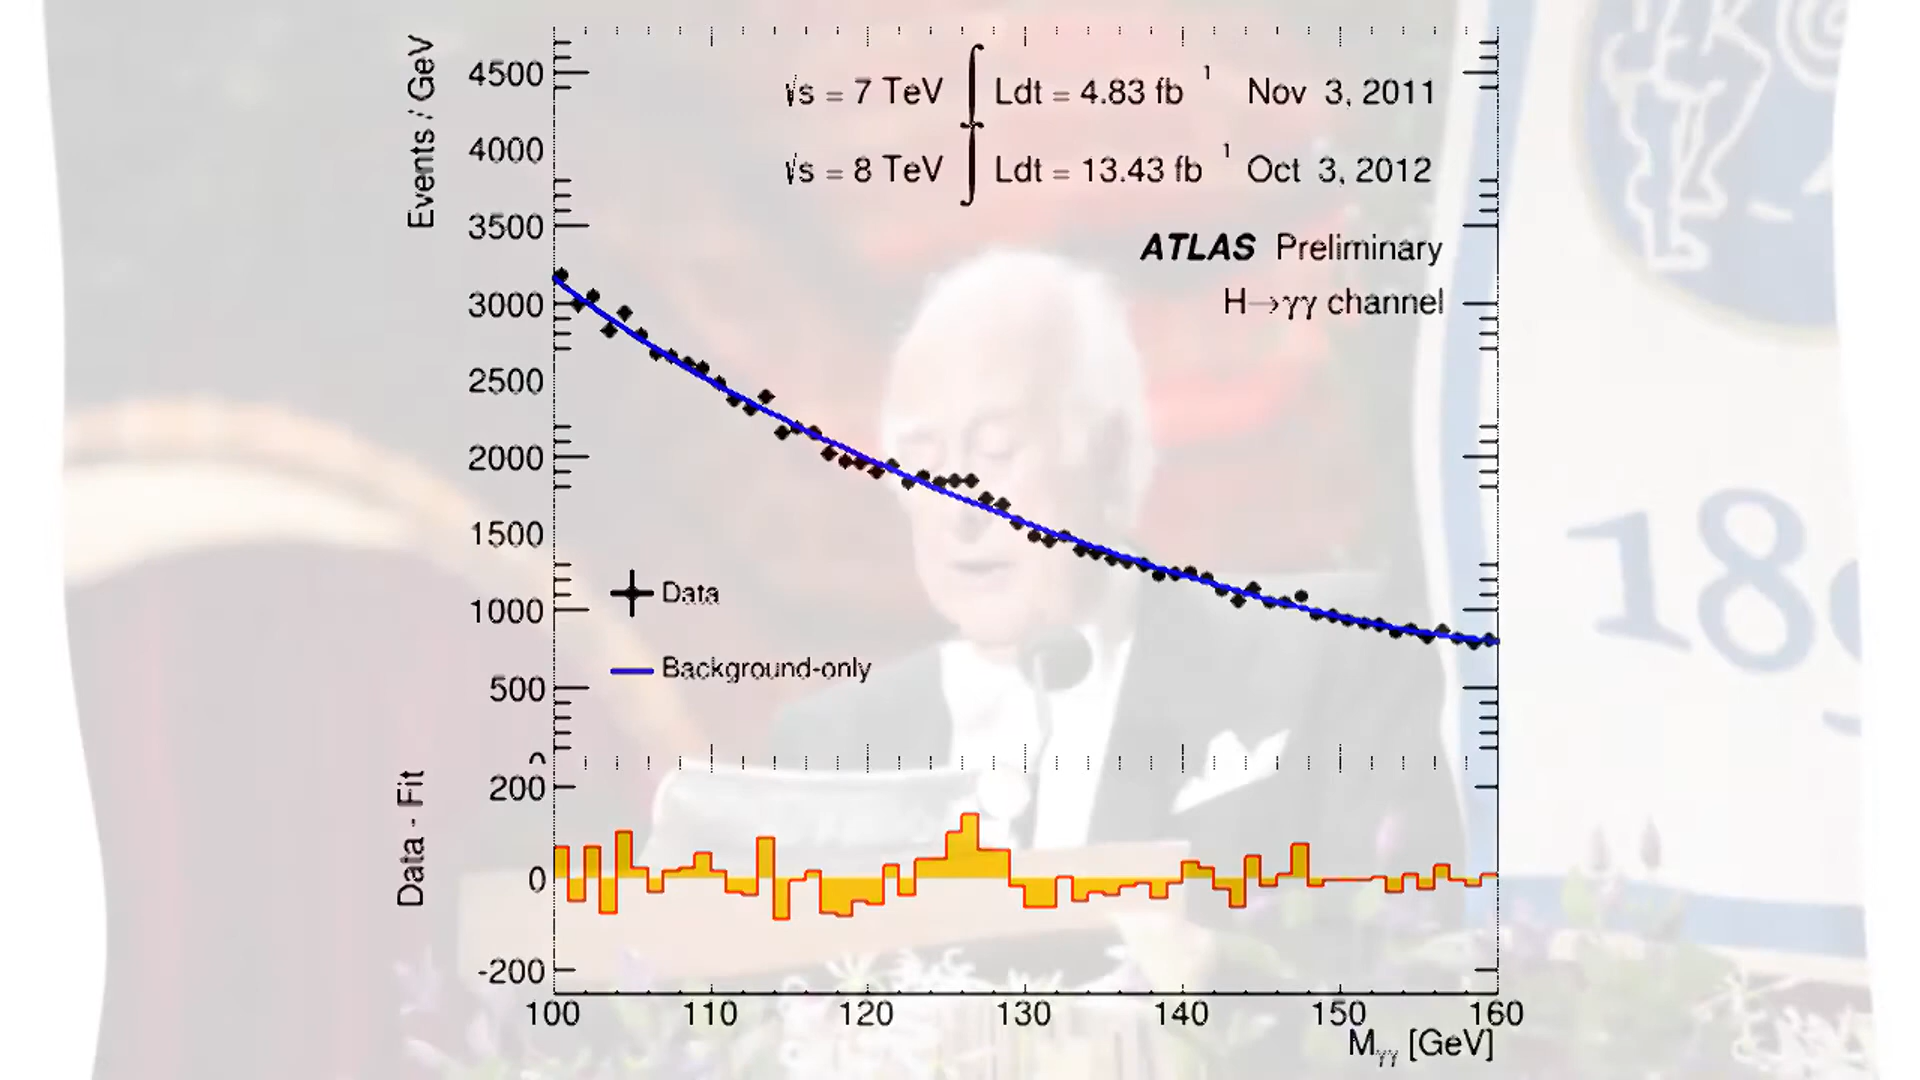 Events / GeV
4500
4000
3500
3000
2500
2000
1500
1000
500
0
√s = 7 TeV ∫ Ldt = 4.83 fb 1 Nov 3, 2011
√s = 8 TeV ∫ Ldt = 13.43 fb 1 Oct 3, 2012
ATLAS Preliminary
H→γγ channel
Data
Background-only
Data - Fit
200
0
-200
100 110 120 130 140 150 160
Mγγ [GeV]